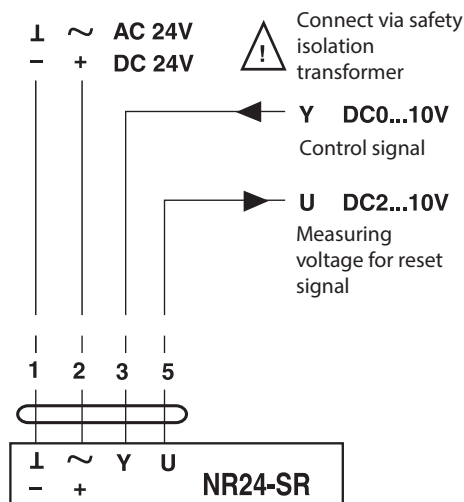 ⊥ ~ AC 24V
– + DC 24V
Connect via safety
isolation
transformer
!
Y DC0...10V
Control signal
U DC2...10V
Measuring
voltage for reset
signal
1 2 3 5
⊥ ~ Y U
– +
NR24-SR